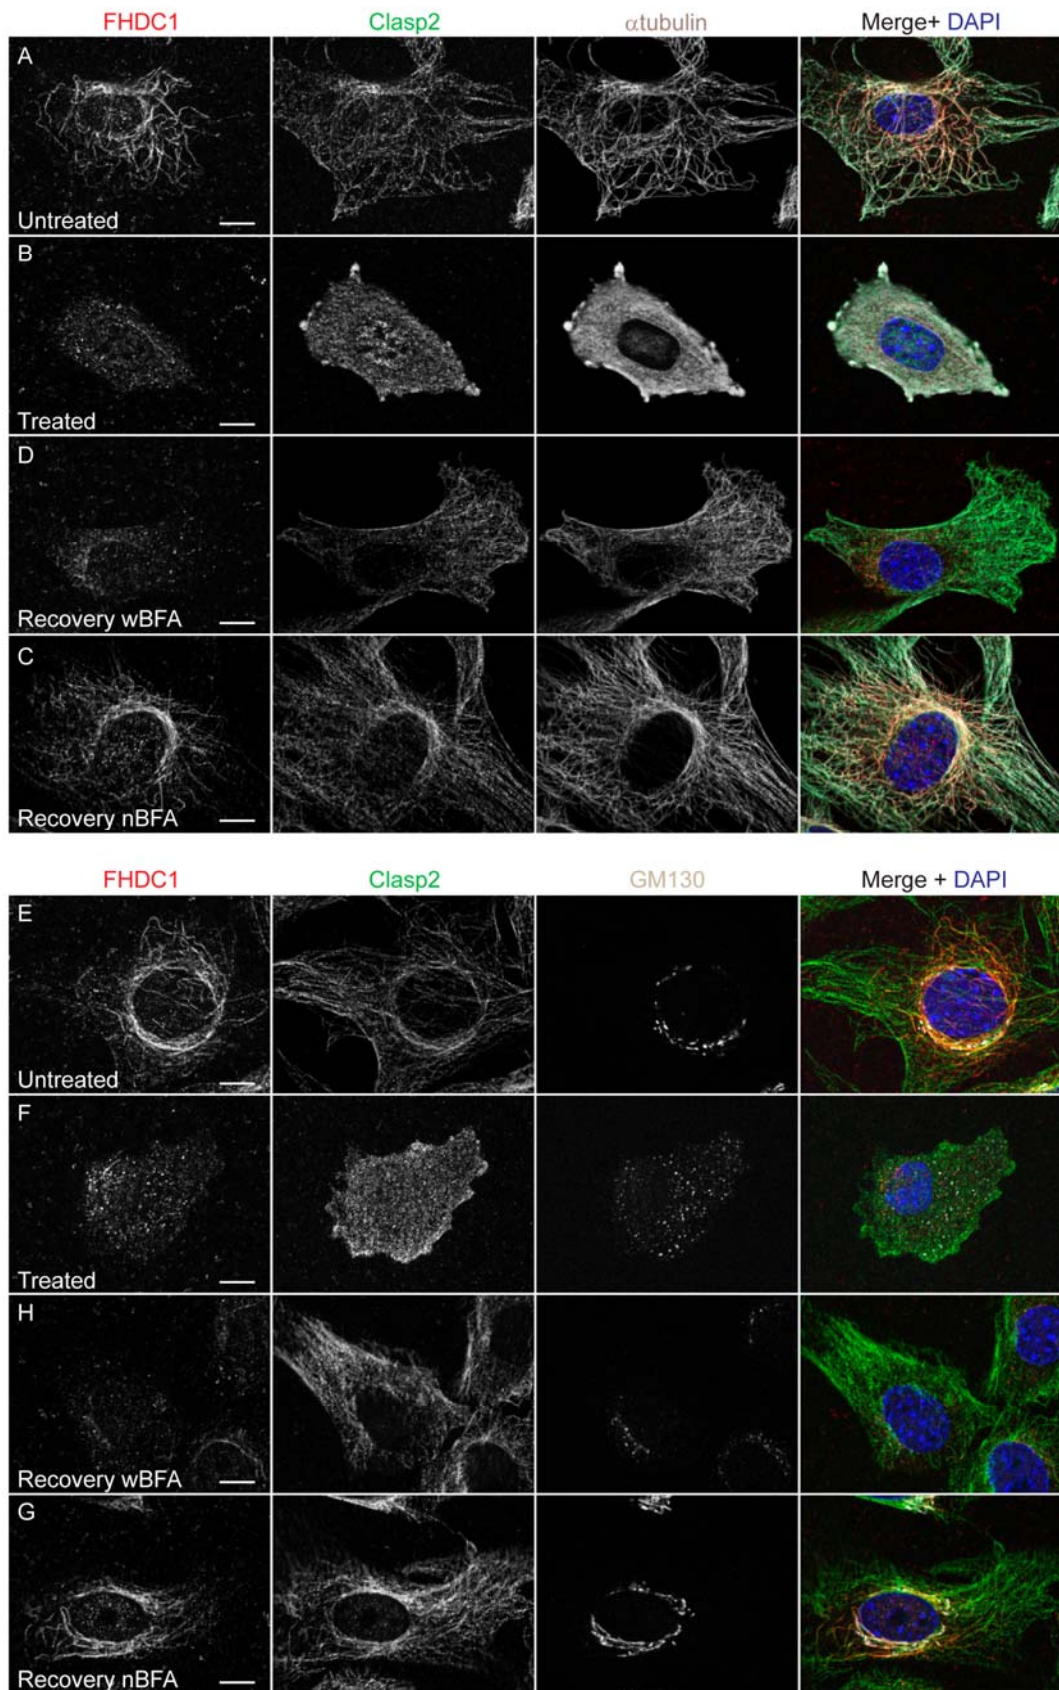 FHDC1 Clasp2 αtubulin Merge+ DAPI
A
Untreated
B
Treated
D
Recovery wBFA
C
Recovery nBFA
FHDC1 Clasp2 GM130 Merge + DAPI
E
Untreated
F
Treated
H
Recovery wBFA
G
Recovery nBFA